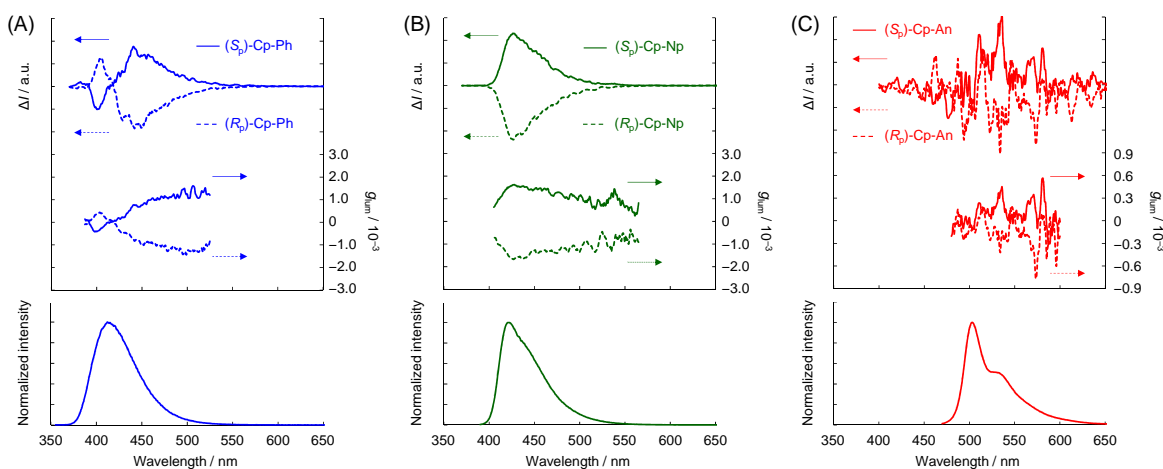 (A)
(Sp)-Cp-Ph
(Rp)-Cp-Ph
ΔI / a.u.
3.0
2.0
1.0
0
−1.0
−2.0
−3.0
glum / 10−3
Normalized intensity
350 400 450 500 550 600 650
Wavelength / nm
(B)
(Sp)-Cp-Np
(Rp)-Cp-Np
ΔI / a.u.
3.0
2.0
1.0
0
−1.0
−2.0
−3.0
glum / 10−3
Normalized intensity
350 400 450 500 550 600 650
Wavelength / nm
(C)
(Sp)-Cp-An
(Rp)-Cp-An
ΔI / a.u.
0.9
0.6
0.3
0
−0.3
−0.6
−0.9
glum / 10−3
Normalized intensity
350 400 450 500 550 600 650
Wavelength / nm